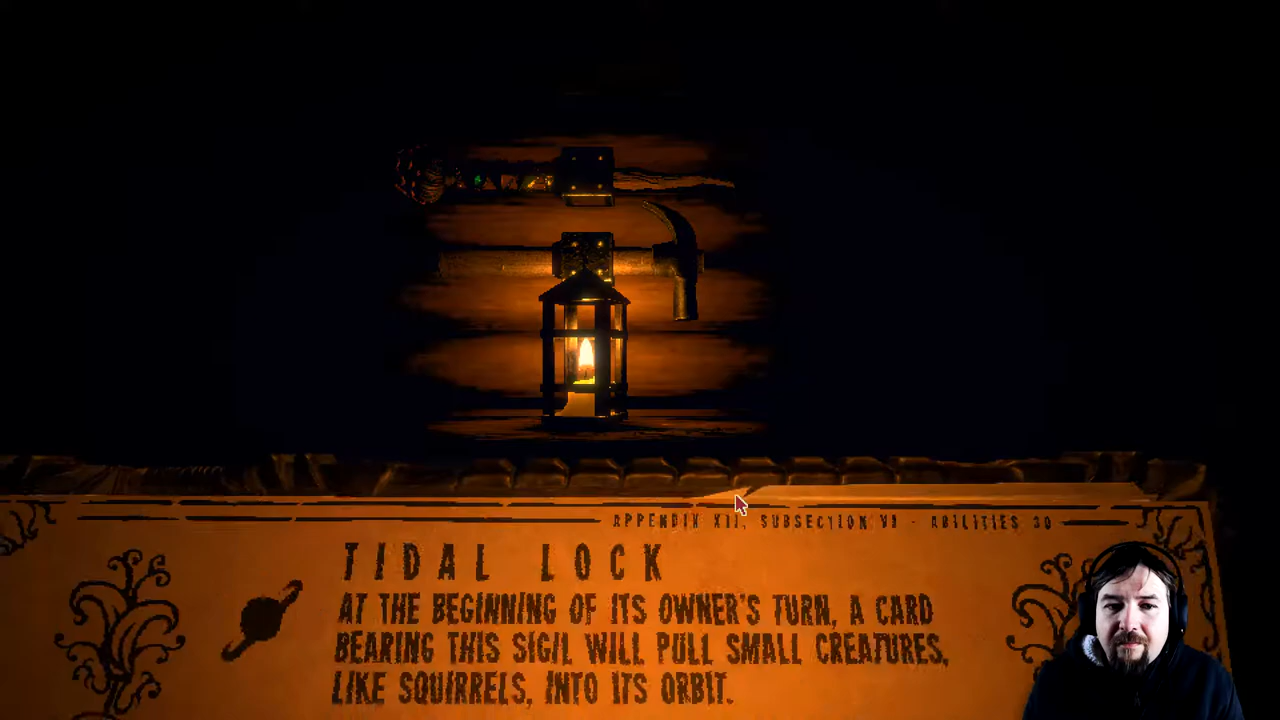 APPENDIX XII, SUBSECTION VI - ABILITIES 20
TIDAL LOCK
AT THE BEGINNING OF ITS OWNER'S TURN, A CARD
BEARING THIS SIGIL WILL PULL SMALL CREATURES,
LIKE SQUIRRELS, INTO ITS ORBIT.